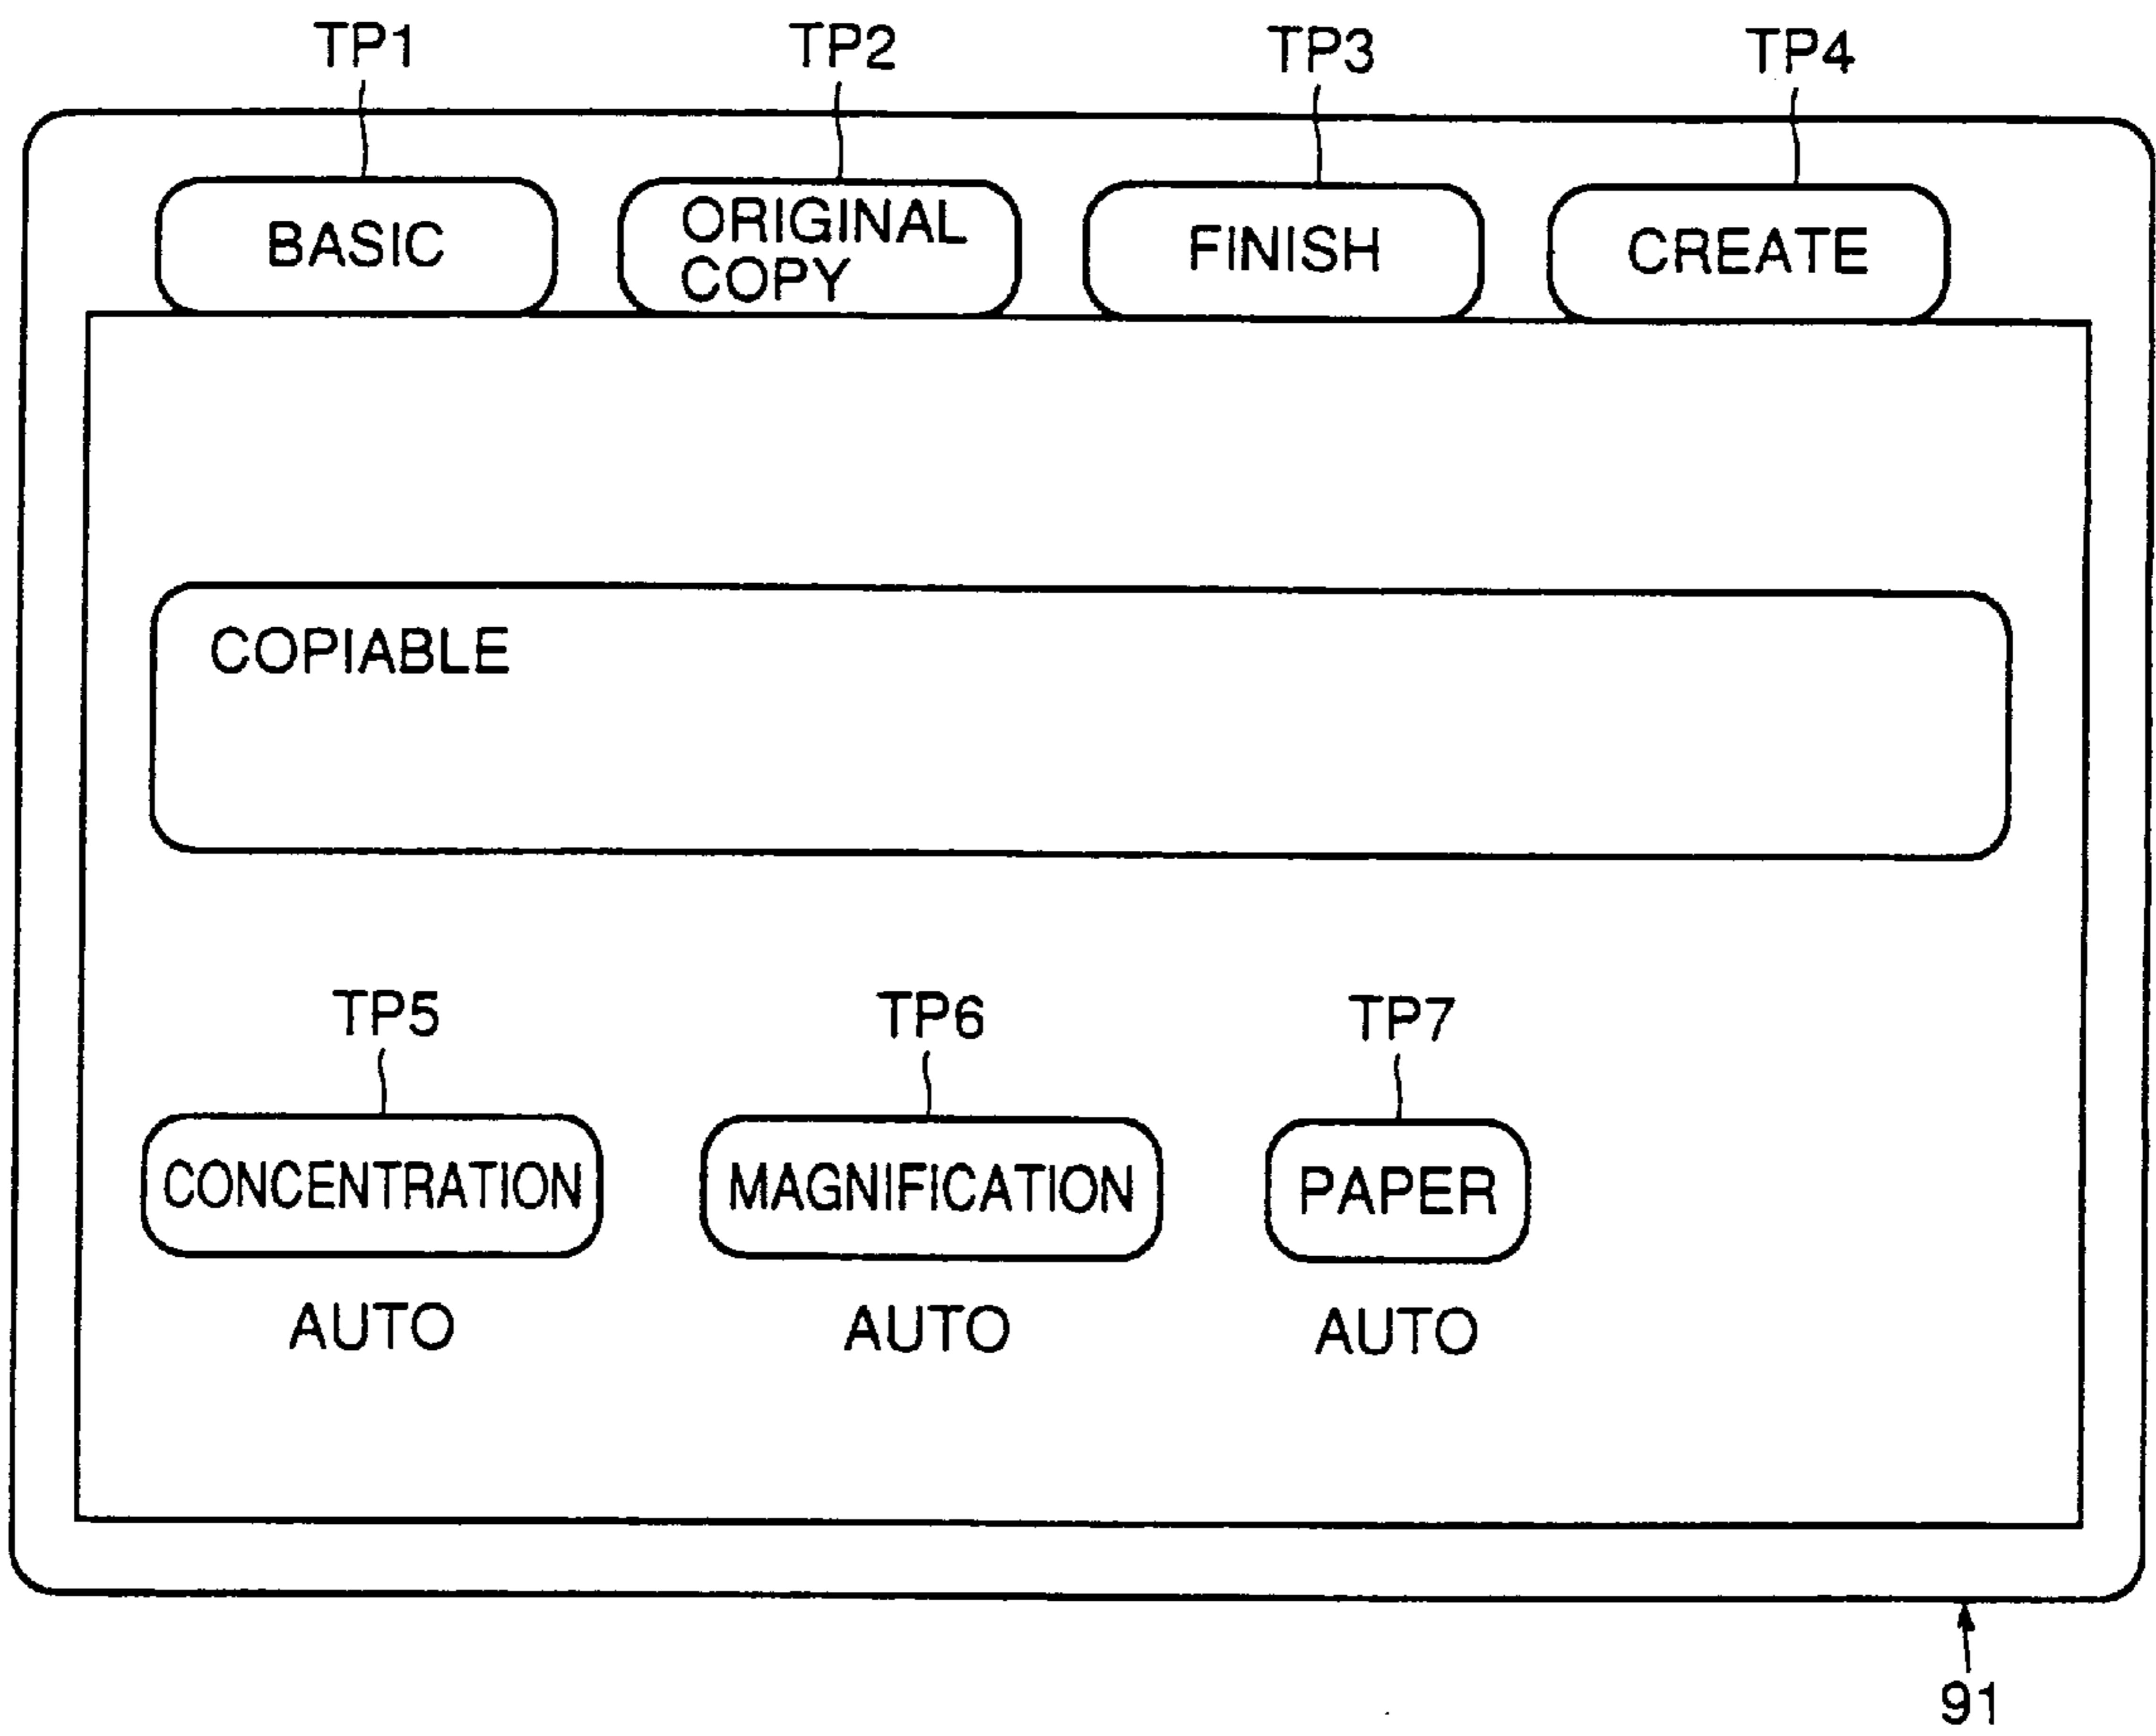 TP1 TP2 TP3 TP4
BASIC ORIGINAL COPY FINISH CREATE
COPIABLE
TP5 TP6 TP7
CONCENTRATION MAGNIFICATION PAPER
AUTO AUTO AUTO
91